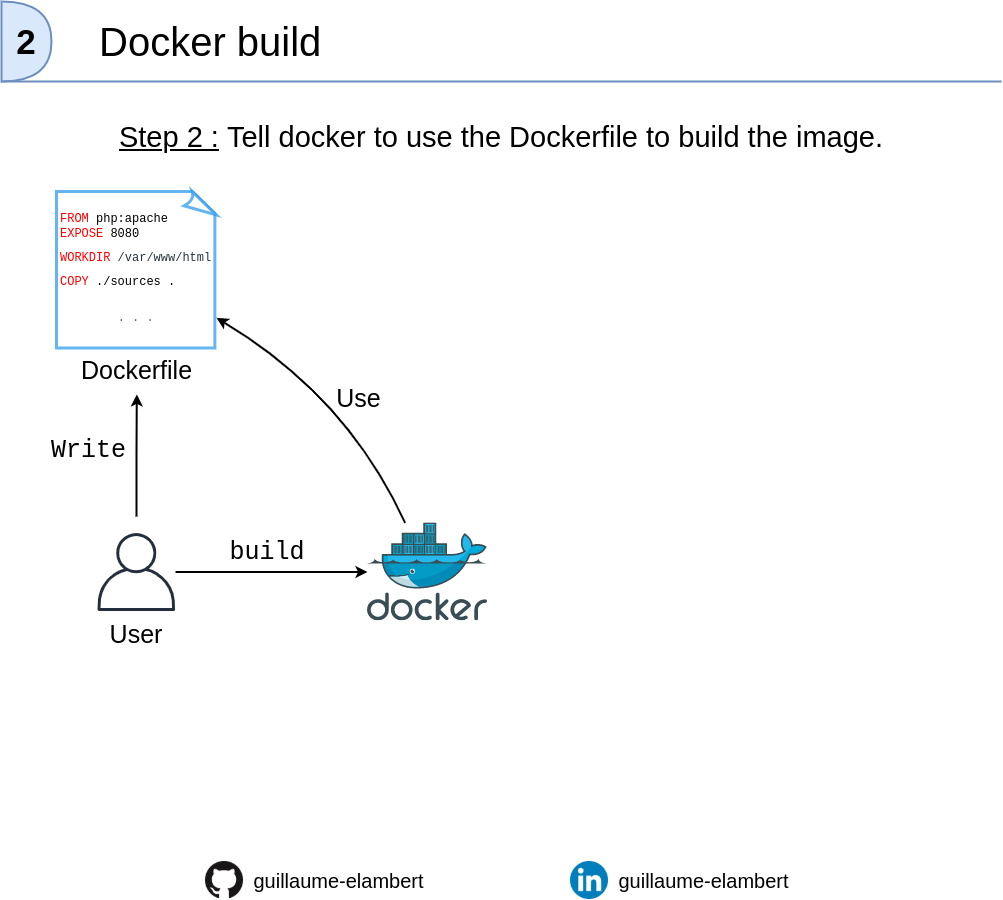 2
Docker build
Step 2 : Tell docker to use the Dockerfile to build the image.
FROM php:apache
EXPOSE 8080
WORKDIR /var/www/html
COPY ./sources .
. . .
Dockerfile
Use
Write
build
docker
User
guillaume-elambert
in guillaume-elambert